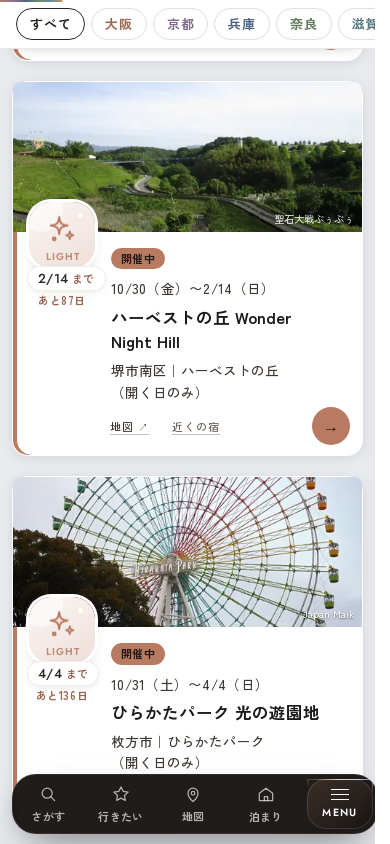 すべて
大阪
京都
兵庫
奈良
滋賀
聖石大戦ぷぅぷぅ
LIGHT
2/14 まで
あと87日
開催中
10/30（金）〜2/14（日）
ハーベストの丘 Wonder
Night Hill
堺市南区｜ハーベストの丘
（開く日のみ）
地図 ↗
近くの宿
→
HIRAKATA PARK
Japan Maik
LIGHT
4/4 まで
あと136日
開催中
10/31（土）〜4/4（日）
ひらかたパーク 光の遊園地
枚方市｜ひらかたパーク
（開く日のみ）
さがす
行きたい
地図
泊まり
MENU